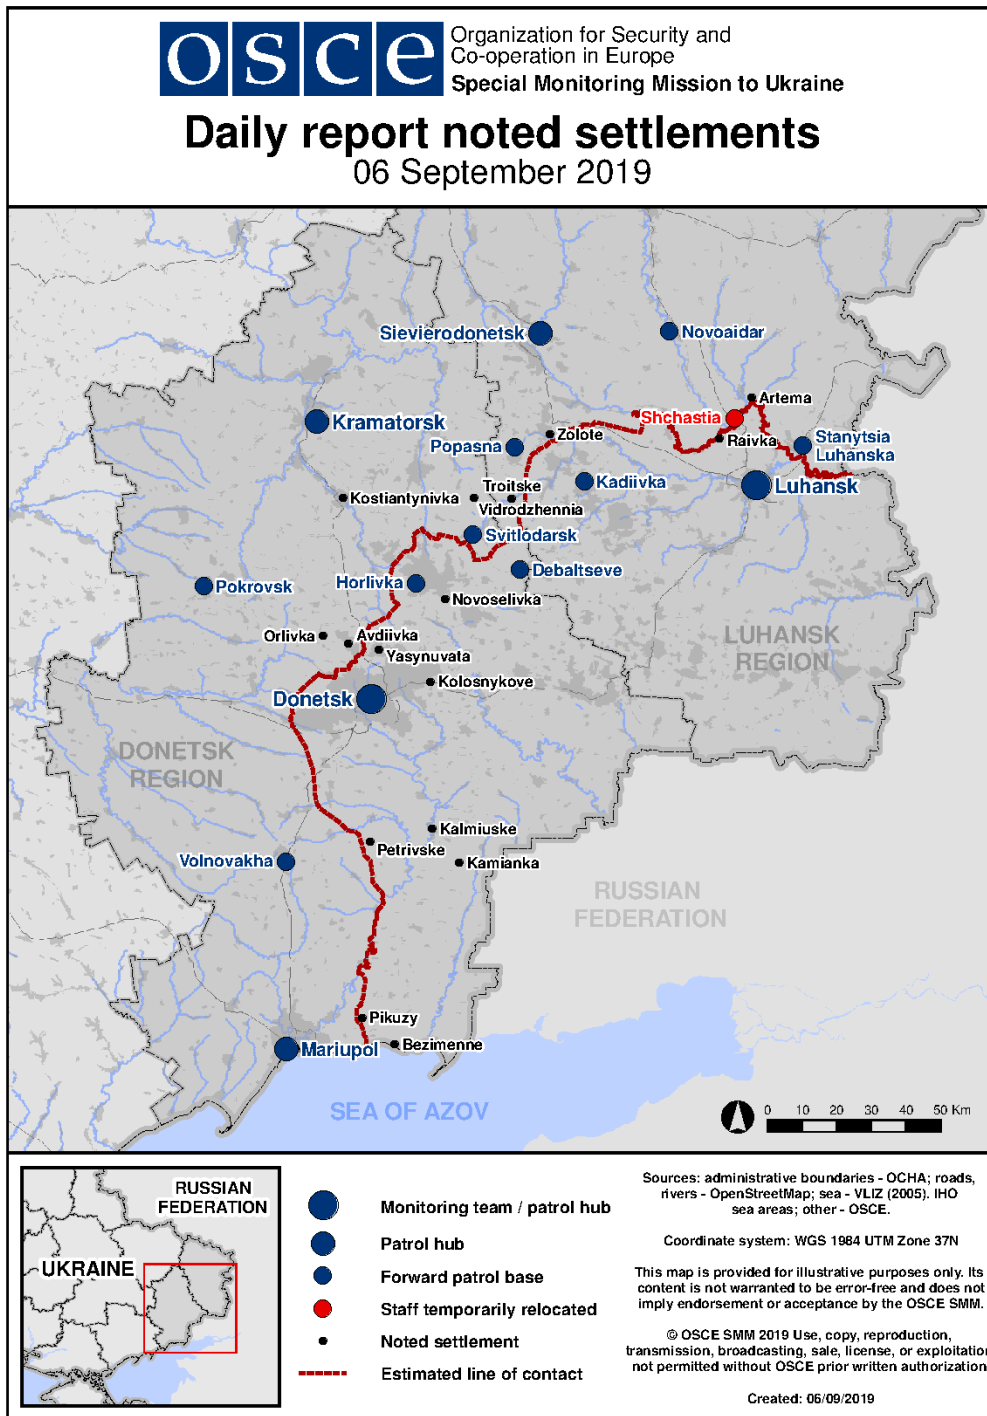 osce
Organization for Security and
Co-operation in Europe
Special Monitoring Mission to Ukraine
Daily report noted settlements
06 September 2019
Sievierodonetsk
Novoaidar
Artema
Shchastia
Kramatorsk
Zolote
Raivka
Stanytsia
Luhanska
Popasna
Kadiivka
Luhansk
Troitske
Kostiantynivka
Vidrodzhennia
Svitlodarsk
Debaltseve
Horlivka
Pokrovsk
Novoselivka
Orlivka
Avdiivka
Yasynuvata
LUHANSK
REGION
Kolosnykove
Donetsk
DONETSK
REGION
Kalmiuske
Petrivske
Volnovakha
Kamianka
RUSSIAN
FEDERATION
Pikuzy
Bezimenne
Mariupol
SEA OF AZOV
0 10 20 30 40 50 Km
RUSSIAN
FEDERATION
UKRAINE
Monitoring team / patrol hub
Patrol hub
Forward patrol base
Staff temporarily relocated
Noted settlement
Estimated line of contact
Sources: administrative boundaries - OCHA; roads,
rivers - OpenStreetMap; sea - VLIZ (2005). IHO
sea areas; other - OSCE.
Coordinate system: WGS 1984 UTM Zone 37N
This map is provided for illustrative purposes only. Its
content is not warranted to be error-free and does not
imply endorsement or acceptance by the OSCE SMM.
© OSCE SMM 2019 Use, copy, reproduction,
transmission, broadcasting, sale, license, or exploitation
not permitted without OSCE prior written authorization
Created: 06/09/2019